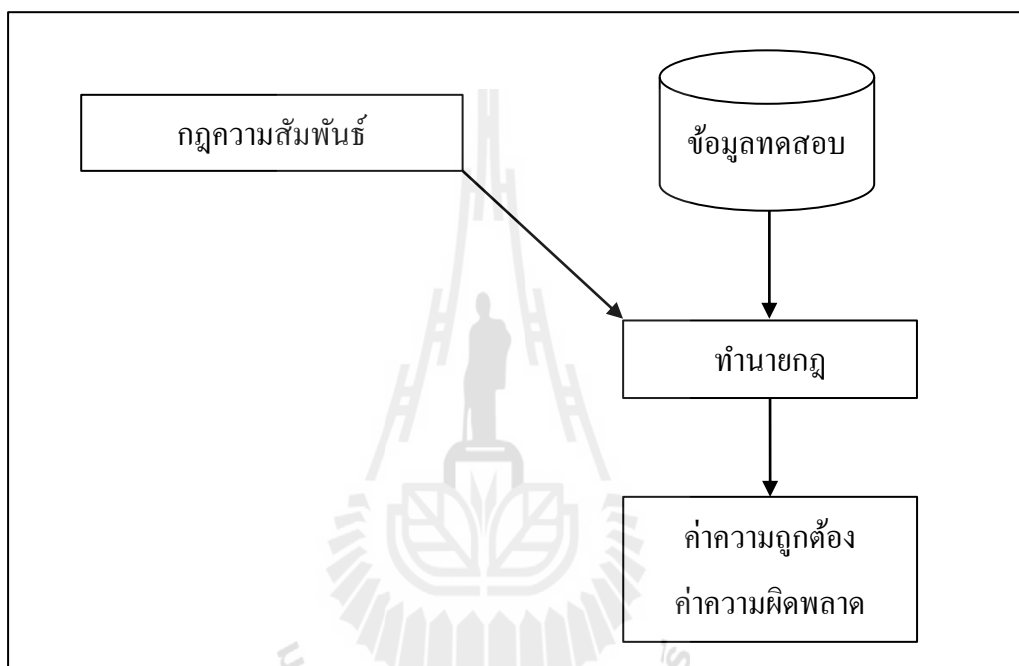 กฎความสัมพันธ์
ข้อมูลทดสอบ
ทำนายกฎ
ค่าความถูกต้อง
ค่าความผิดพลาด